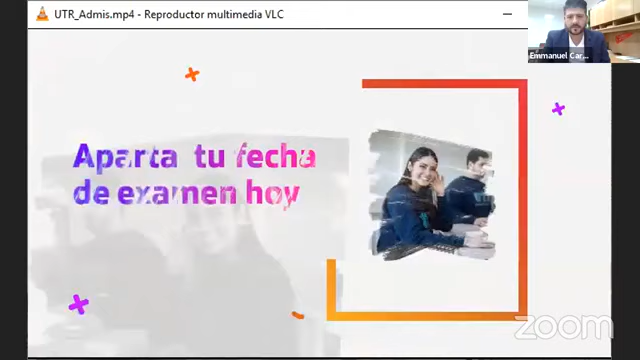 UTR_Admis.mp4 - Reproductor multimedia VLC
Emmanuel Car...
Aparta tu fecha
de examen hoy
zoom